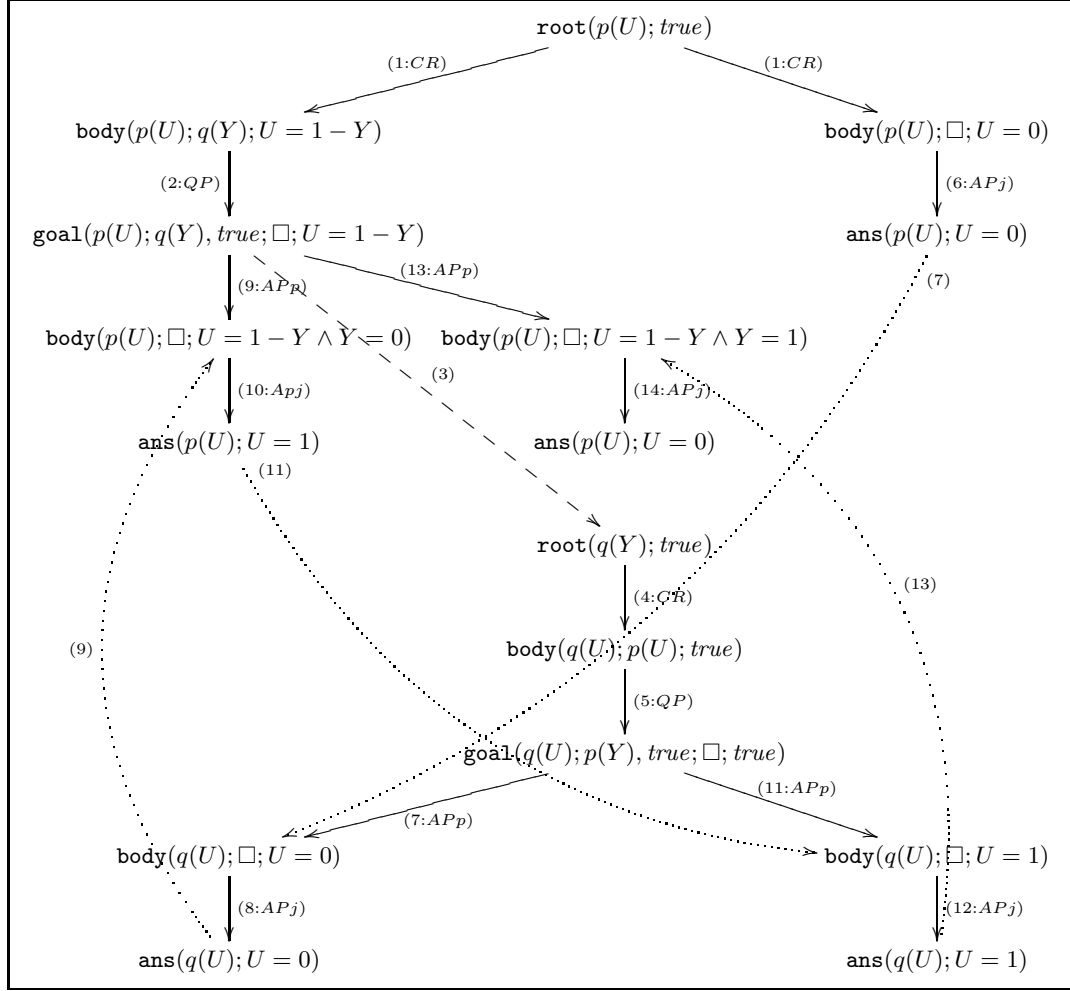 root(p(U); true)
(1:CR) (1:CR)
body(p(U); q(Y); U = 1 − Y) body(p(U); □; U = 0)
(2:QP) (6:APj)
goal(p(U); q(Y), true; □; U = 1 − Y) ans(p(U); U = 0)
(9:APp) (13:APp) (7)
body(p(U); □; U = 1 − Y ∧ Y = 0) body(p(U); □; U = 1 − Y ∧ Y = 1)
(3)
(10:Apj) (14:APj)
ans(p(U); U = 1) ans(p(U); U = 0)
(11)
root(q(Y); true)
(4:CR) (13)
(9) body(q(U); p(U); true)
(5:QP)
goal(q(U); p(Y), true; □; true)
(7:APp) (11:APp)
body(q(U); □; U = 0) body(q(U); □; U = 1)
(8:APj) (12:APj)
ans(q(U); U = 0) ans(q(U); U = 1)